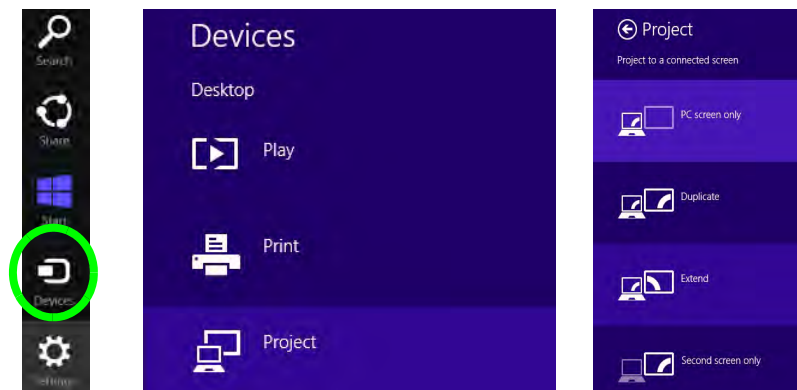 Search
Share
Start
Devices
Settings
Devices
Desktop
Play
Print
Project
Project
Project to a connected screen
PC screen only
Duplicate
Extend
Second screen only